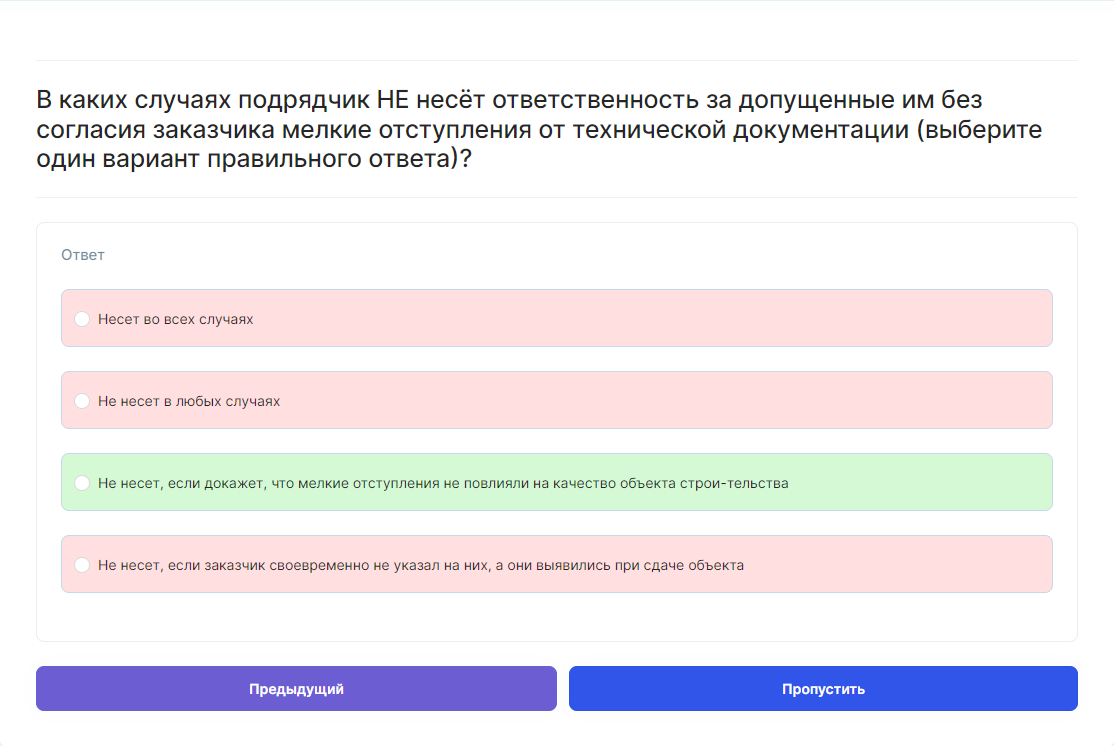 В каких случаях подрядчик НЕ несёт ответственность за допущенные им без
согласия заказчика мелкие отступления от технической документации (выберите
один вариант правильного ответа)?
Ответ
Несет во всех случаях
Не несет в любых случаях
Не несет, если докажет, что мелкие отступления не повлияли на качество объекта строи-тельства
Не несет, если заказчик своевременно не указал на них, а они выявились при сдаче объекта
Предыдущий
Пропустить